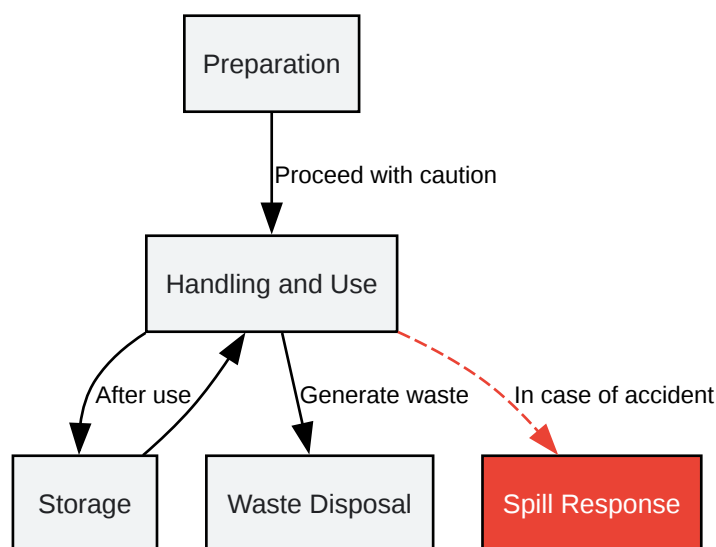 Preparation
Proceed with caution
Handling and Use
After use
Generate waste
In case of accident
Storage
Waste Disposal
Spill Response